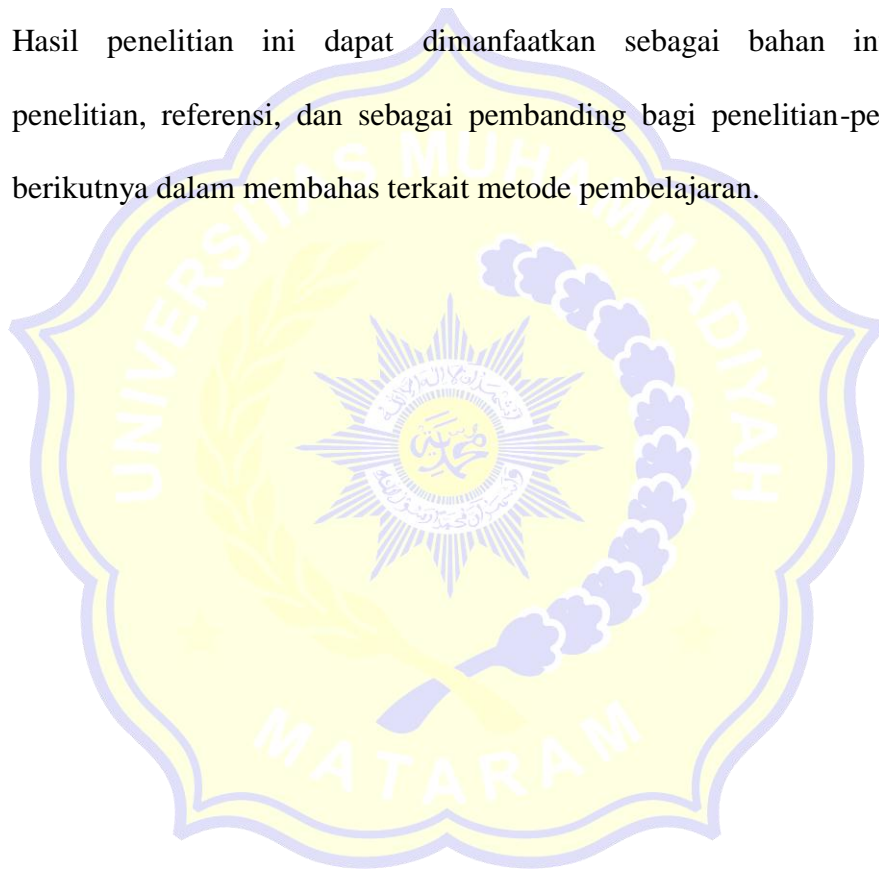 Hasil penelitian ini dapat dimanfaatkan sebagai bahan in
penelitian, referensi, dan sebagai pembanding bagi penelitian-pe
berikutnya dalam membahas terkait metode pembelajaran.
UNIVERSITAS MUHAMMADIYAH
MATARAM